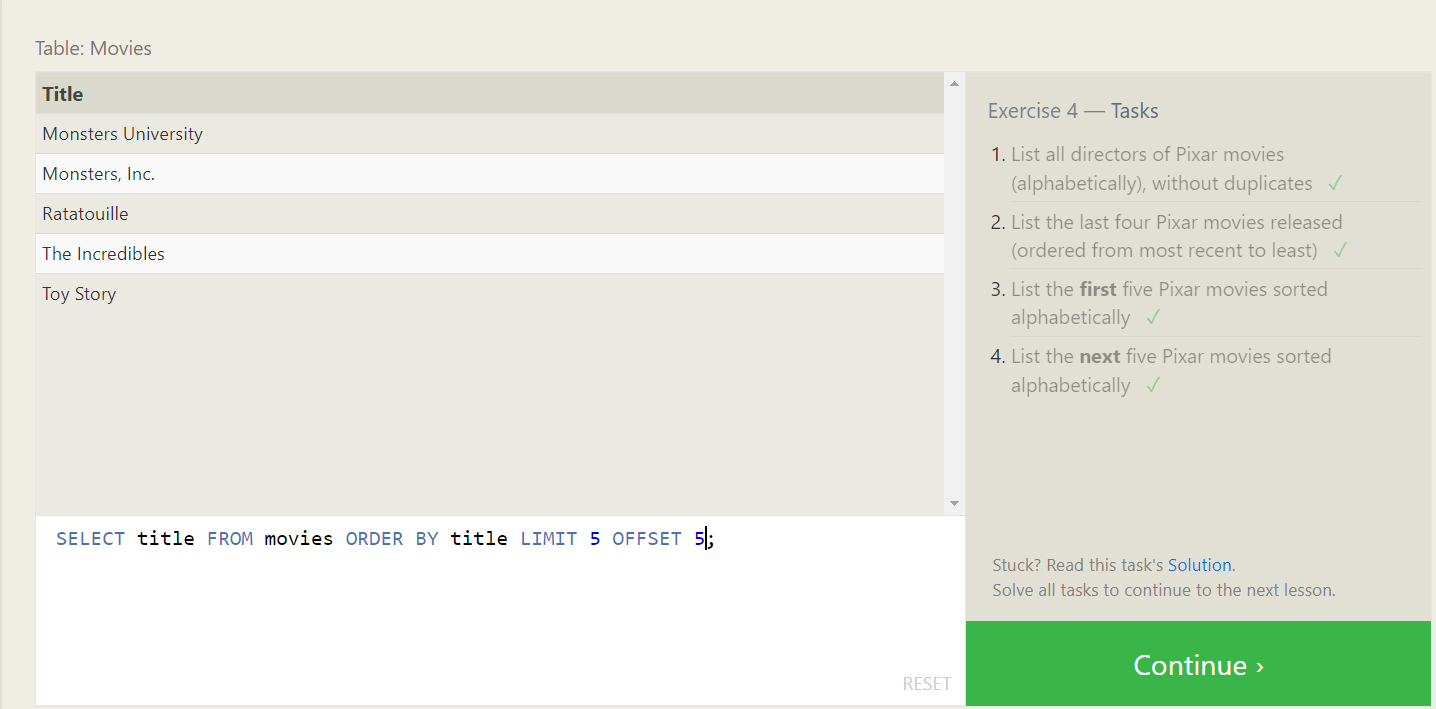 Table: Movies
Title
Monsters University
Monsters, Inc.
Ratatouille
The Incredibles
Toy Story
SELECT title FROM movies ORDER BY title LIMIT 5 OFFSET 5;
RESET
Exercise 4 — Tasks
1. List all directors of Pixar movies
(alphabetically), without duplicates ✓
2. List the last four Pixar movies released
(ordered from most recent to least) ✓
3. List the first five Pixar movies sorted
alphabetically ✓
4. List the next five Pixar movies sorted
alphabetically ✓
Stuck? Read this task's Solution.
Solve all tasks to continue to the next lesson.
Continue ›